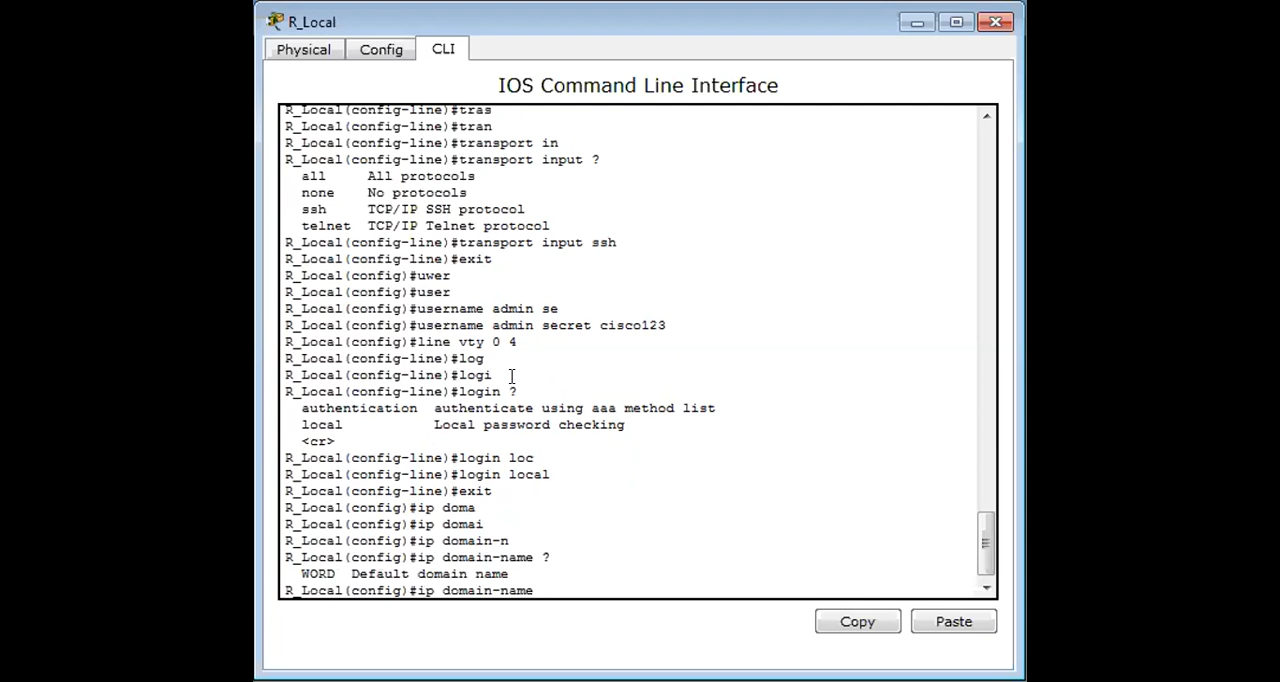 R_Local
Physical Config CLI
IOS Command Line Interface
R_Local(config-line)#tras
R_Local(config-line)#tran
R_Local(config-line)#transport in
R_Local(config-line)#transport input ?
all All protocols
none No protocols
ssh TCP/IP SSH protocol
telnet TCP/IP Telnet protocol
R_Local(config-line)#transport input ssh
R_Local(config-line)#exit
R_Local(config)#uwer
R_Local(config)#user
R_Local(config)#username admin se
R_Local(config)#username admin secret cisco123
R_Local(config)#line vty 0 4
R_Local(config-line)#log
R_Local(config-line)#logi
R_Local(config-line)#login ?
authentication authenticate using aaa method list
local Local password checking
<cr>
R_Local(config-line)#login loc
R_Local(config-line)#login local
R_Local(config-line)#exit
R_Local(config)#ip doma
R_Local(config)#ip domai
R_Local(config)#ip domain-n
R_Local(config)#ip domain-name ?
WORD Default domain name
R_Local(config)#ip domain-name
Copy Paste